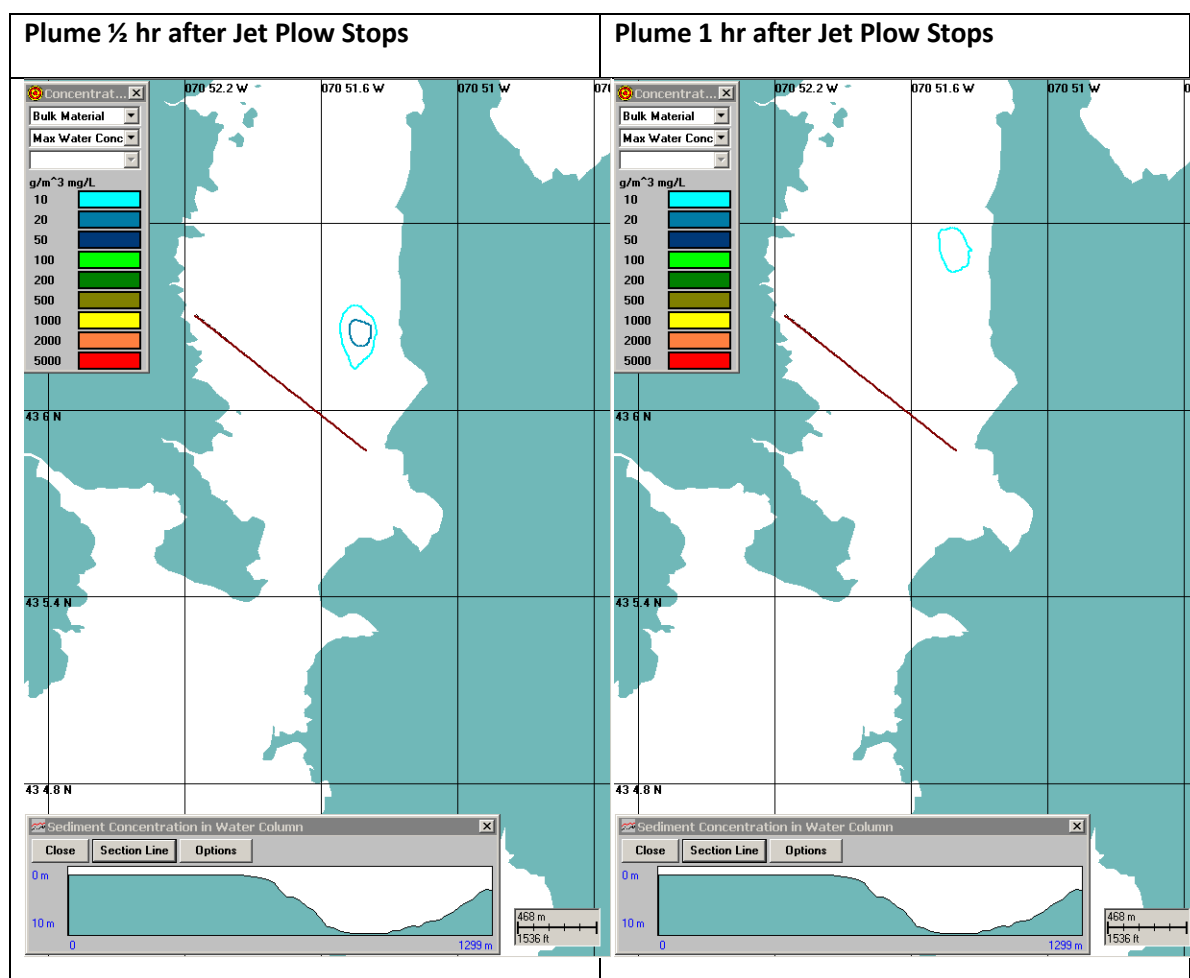 Plume ½ hr after Jet Plow Stops
Concentrat...
Bulk Material
Max Water Conc
g/m^3 mg/L
10
20
50
100
200
500
1000
2000
5000
070 52.2 W
070 51.6 W
070 51 W
43 6 N
43 5.4 N
43 4.8 N
Sediment Concentration in Water Column
Close
Section Line
Options
0 m
10 m
0
1299 m
468 m
1536 ft
Plume 1 hr after Jet Plow Stops
Concentrat...
Bulk Material
Max Water Conc
g/m^3 mg/L
10
20
50
100
200
500
1000
2000
5000
070 52.2 W
070 51.6 W
070 51 W
43 6 N
43 5.4 N
43 4.8 N
Sediment Concentration in Water Column
Close
Section Line
Options
0 m
10 m
0
1299 m
468 m
1536 ft